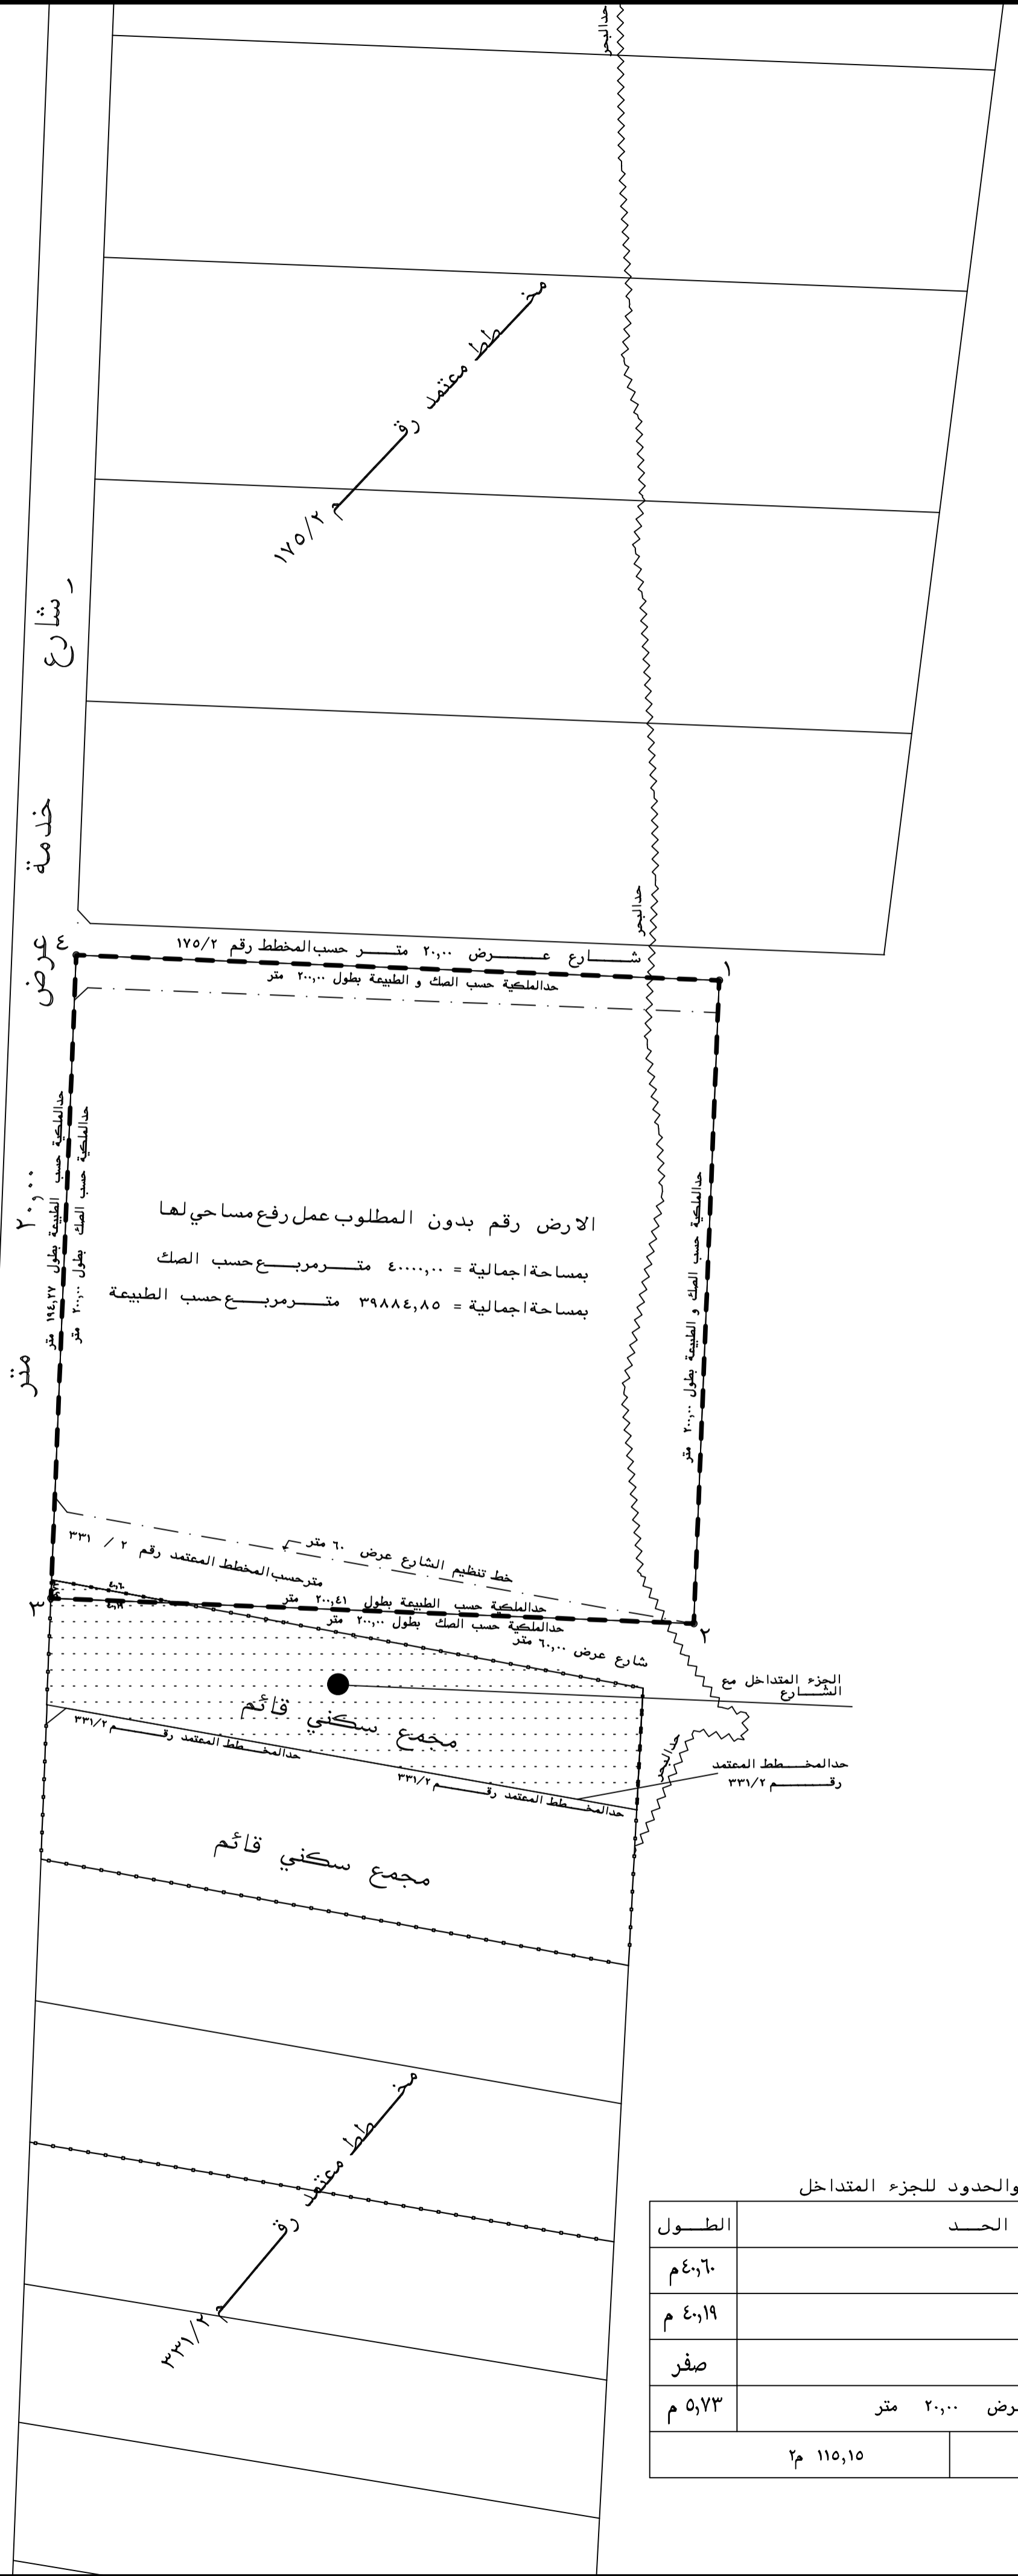 حدالبحر
مخطط معتمد رقم ١٧٥/٢
شارع خدمة عرض ٢٠,٠٠ متر
حدالبحر
شارع عرض ٢٠,٠٠ متر حسب المخطط رقم ١٧٥/٢
٤
١
حدالملكية حسب الصك و الطبيعة بطول ٢٠٠,٠٠ متر
حدالملكية حسب الطبيعة بطول ١٩٤,٢٧ متر
حدالملكية حسب الصك بطول ٢٠٠,٠٠ متر
حدالملكية حسب الصك و الطبيعة بطول ٢٠٠,٠٠ متر
الارض رقم بدون المطلوب عمل رفع مساحي لها
بمساحة اجمالية = ٤٠٠٠٠,٠٠ متر مربع حسب الصك
بمساحة اجمالية = ٣٩٨٨٤,٨٥ متر مربع حسب الطبيعة
خط تنظيم الشارع عرض ٦٠ متر
متر حسب المخطط المعتمد رقم ٢ / ٣٣١
٤٠,٦٠
٤٠,١٩
حدالملكية حسب الطبيعة بطول ٢٠٠,٤١ متر
حدالملكية حسب الصك بطول ٢٠٠,٠٠ متر
٣
٢
شارع عرض ٦٠,٠٠ متر
الجزء المتداخل مع
الشارع
مجمع سكني قائم
حدالمخطط المعتمد رقم ٣٣١/٢
حدالبحر
حدالمخطط المعتمد
رقم ٣٣١/٢
حدالمخطط المعتمد رقم ٣٣١/٢
مجمع سكني قائم
مخطط معتمد رقم ٣٣١/٢
والحدود للجزء المتداخل
الحد الطول
٤٠,٦٠ م
٤٠,١٩ م
صفر
رض ٢٠,٠٠ متر ٥,٧٣ م
١١٥,١٥ م٢